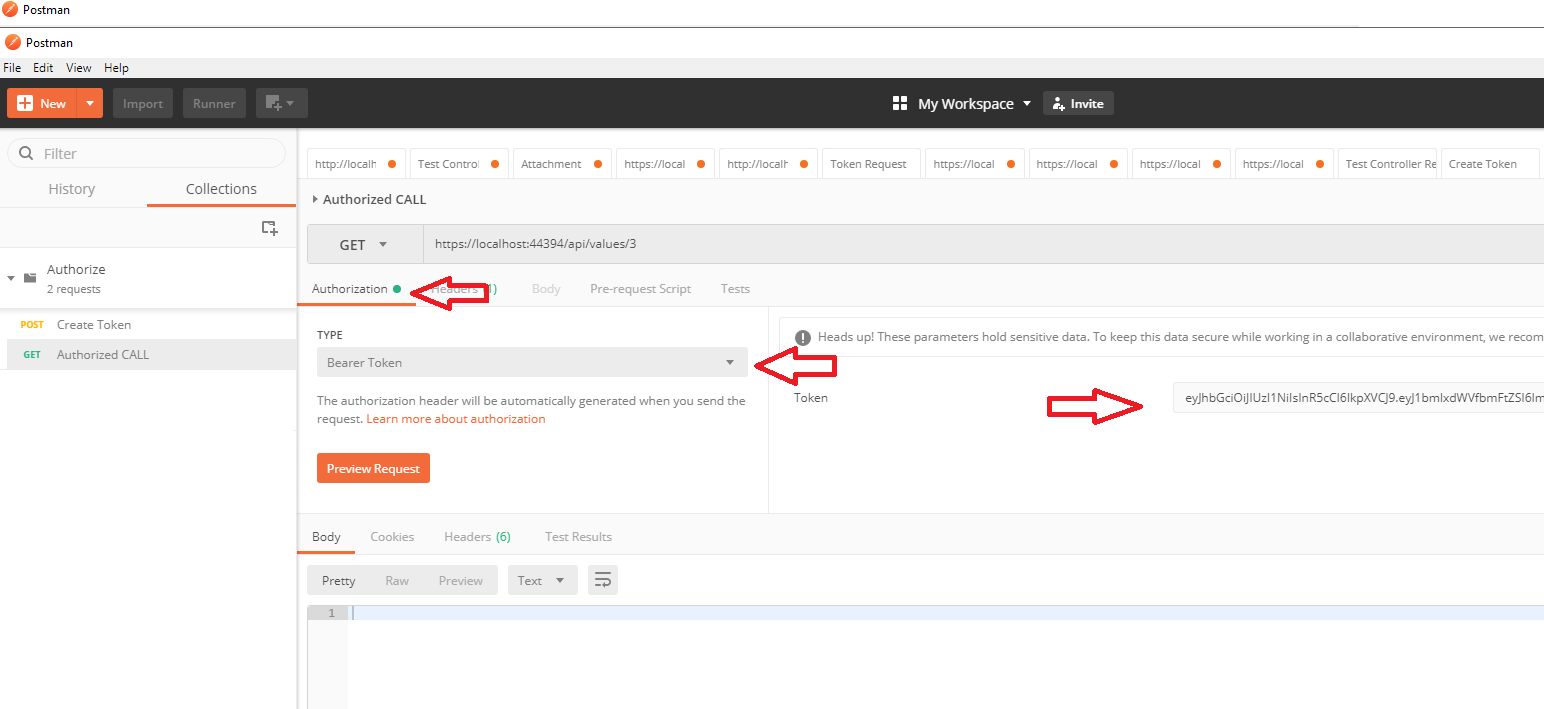 Postman
Postman
File Edit View Help
New Import Runner My Workspace Invite
Filter
History Collections
Authorize
2 requests
POST Create Token
GET Authorized CALL
http://localh Test Contro Attachment https://local http://localh Token Request https://local https://local https://local https://local Test Controller Re Create Token
Authorized CALL
GET https://localhost:44394/api/values/3
Authorization Headers (1) Body Pre-request Script Tests
TYPE
Bearer Token
The authorization header will be automatically generated when you send the
request. Learn more about authorization
Preview Request
Heads up! These parameters hold sensitive data. To keep this data secure while working in a collaborative environment, we recom
Token
eyJhbGciOiJIUzI1NiIsInR5cCI6IkpXVCJ9.eyJ1bmlxdWVfbmFtZSI6Im
Body Cookies Headers (6) Test Results
Pretty Raw Preview Text
1